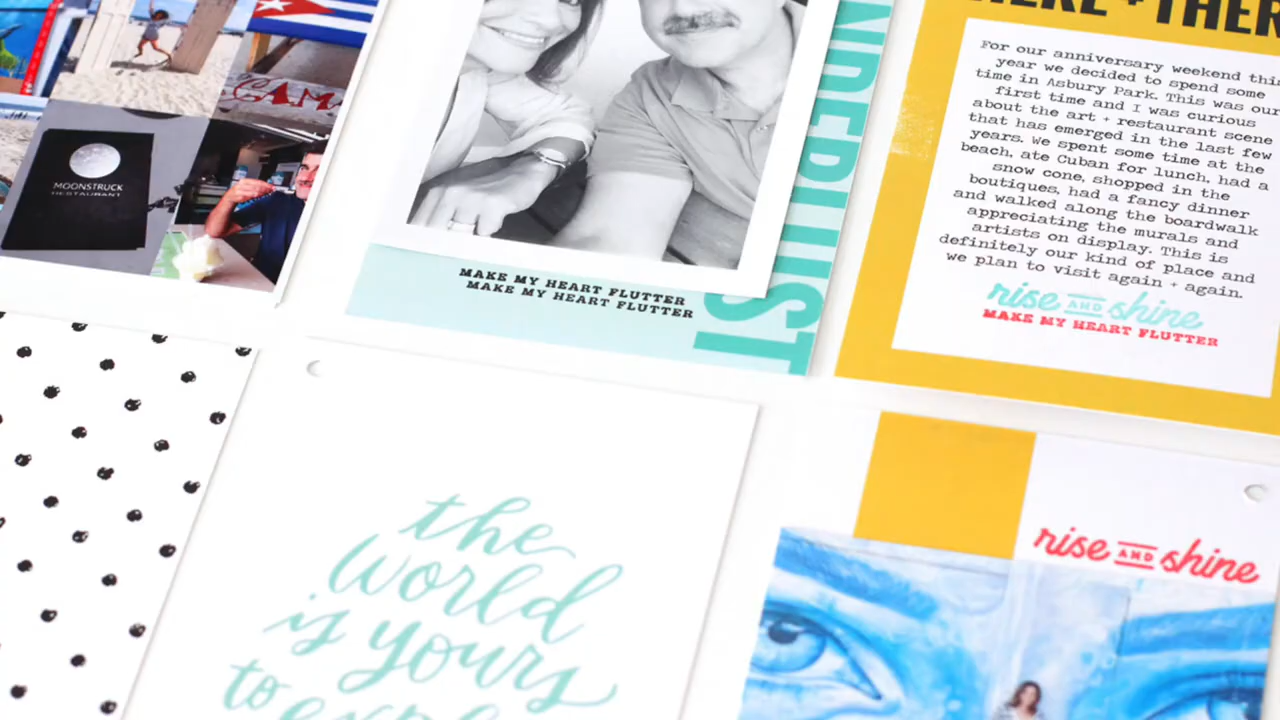 MOONSTRUCK
RESTAURANT
MAKE MY HEART FLUTTER
MAKE MY HEART FLUTTER
HERE + THERE
For our anniversary weekend this
year we decided to spend some
time in Asbury Park. This was our
first time and I was curious
about the art + restaurant scene
that has emerged in the last few
years. We spent some time at the
beach, ate Cuban for lunch, had a
snow cone, shopped in the
boutiques, had a fancy dinner
and walked along the boardwalk
appreciating the murals and
artists on display. This is
definitely our kind of place and
we plan to visit again + again.
rise AND shine
MAKE MY HEART FLUTTER
the
world
is yours
to
rise AND shine